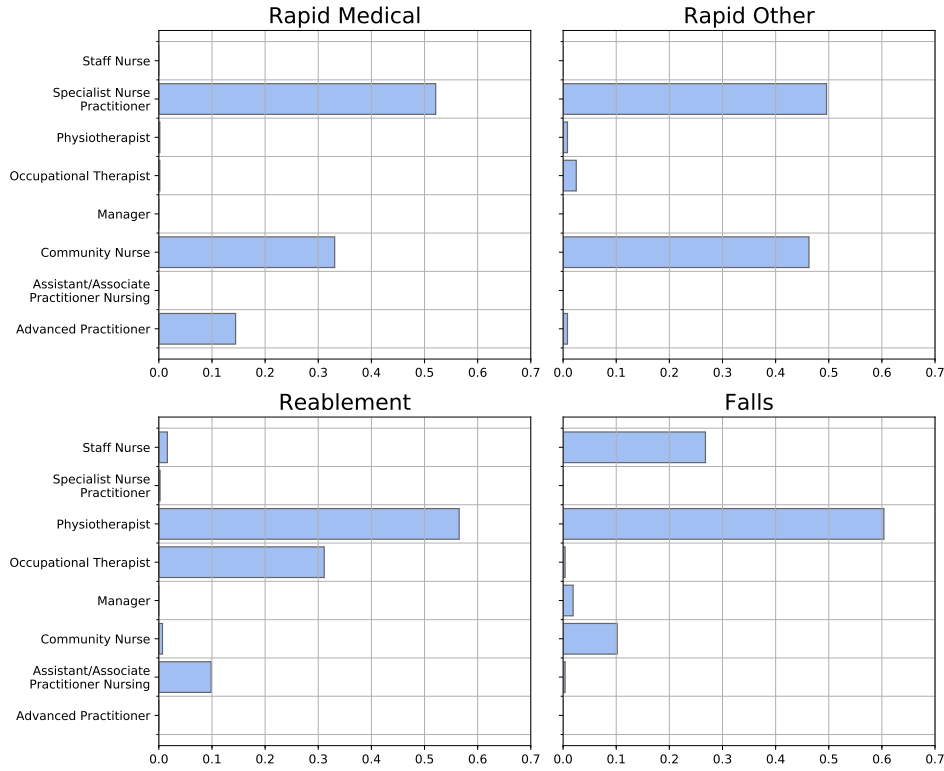 Rapid Medical
Staff Nurse
Specialist Nurse
Practitioner
Physiotherapist
Occupational Therapist
Manager
Community Nurse
Assistant/Associate
Practitioner Nursing
Advanced Practitioner
0.0 0.1 0.2 0.3 0.4 0.5 0.6 0.7
Rapid Other
0.0 0.1 0.2 0.3 0.4 0.5 0.6 0.7
Reablement
Staff Nurse
Specialist Nurse
Practitioner
Physiotherapist
Occupational Therapist
Manager
Community Nurse
Assistant/Associate
Practitioner Nursing
Advanced Practitioner
0.0 0.1 0.2 0.3 0.4 0.5 0.6 0.7
Falls
0.0 0.1 0.2 0.3 0.4 0.5 0.6 0.7